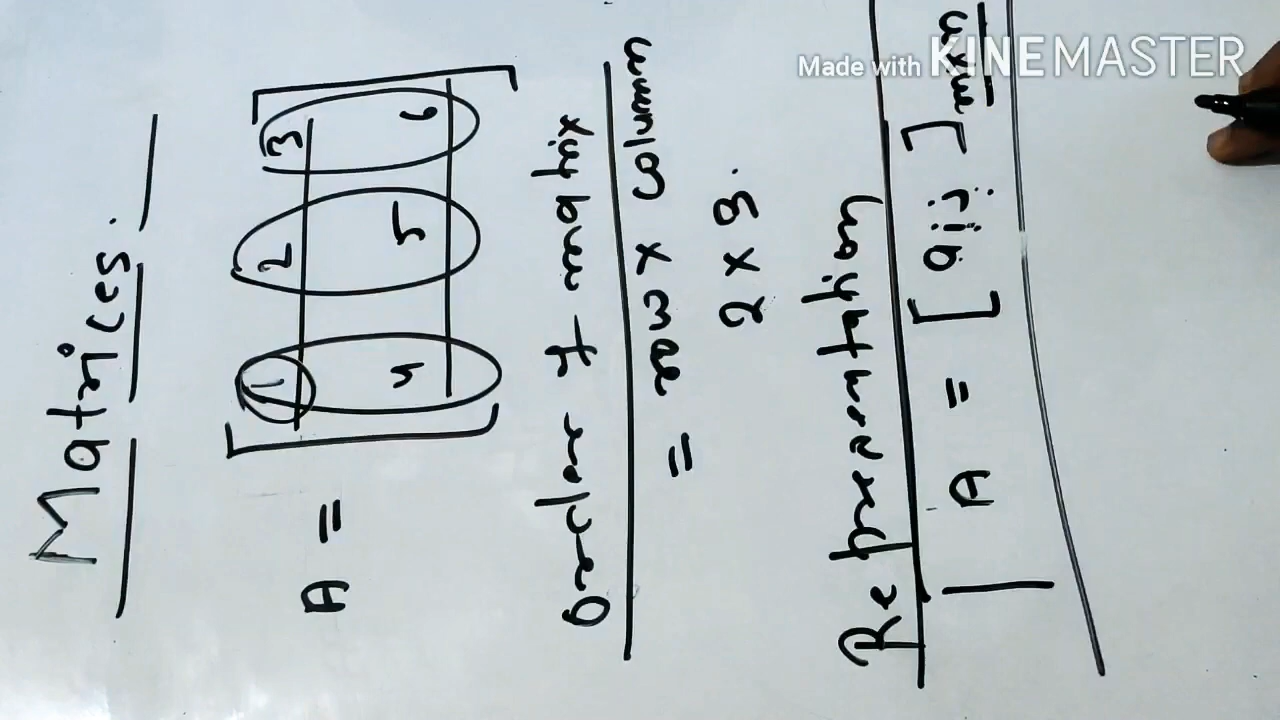 Matrices.
A = [ 1 2 3
4 5 6 ]
Order of matrix
= row × column
2 × 3.
Representation
A = [ aij ] m×n
Made with KINEMASTER